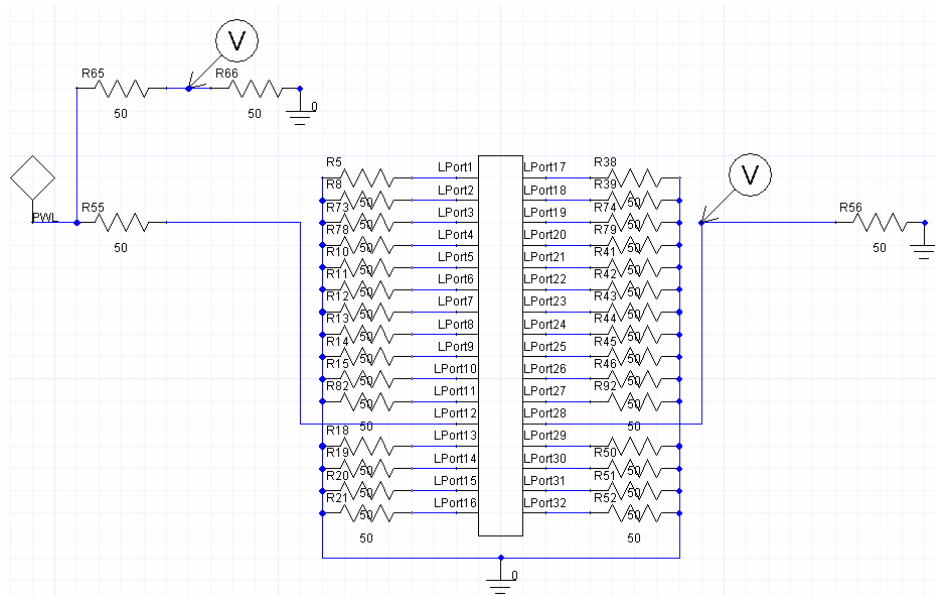 V
R65
R66
50
50
0
PWL
R55
50
V
R56
50
R5
LPort1
LPort17
R38
R8
LPort2
LPort18
R39
50
50
R73
LPort3
LPort19
R74
50
50
R78
LPort4
LPort20
R79
50
50
R10
LPort5
LPort21
R41
50
50
R11
LPort6
LPort22
R42
50
50
R12
LPort7
LPort23
R43
50
50
R13
LPort8
LPort24
R44
50
50
R14
LPort9
LPort25
R45
50
50
R15
LPort10
LPort26
R46
50
50
R82
LPort11
LPort27
R92
50
50
LPort12
LPort28
50
50
R18
LPort13
LPort29
R19
LPort14
LPort30
R50
50
50
R20
LPort15
LPort31
R51
50
50
R21
LPort16
LPort32
R52
50
50
50
50
0